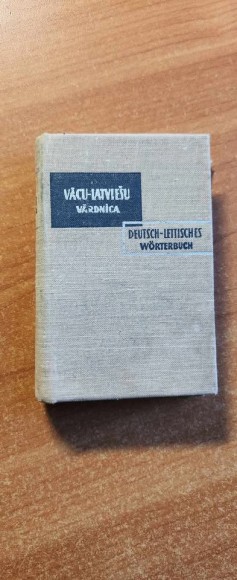 VĀCU-LATVIEŠU
VĀRDNĪCA
DEUTSCH-LETTISCHES
WÖRTERBUCH